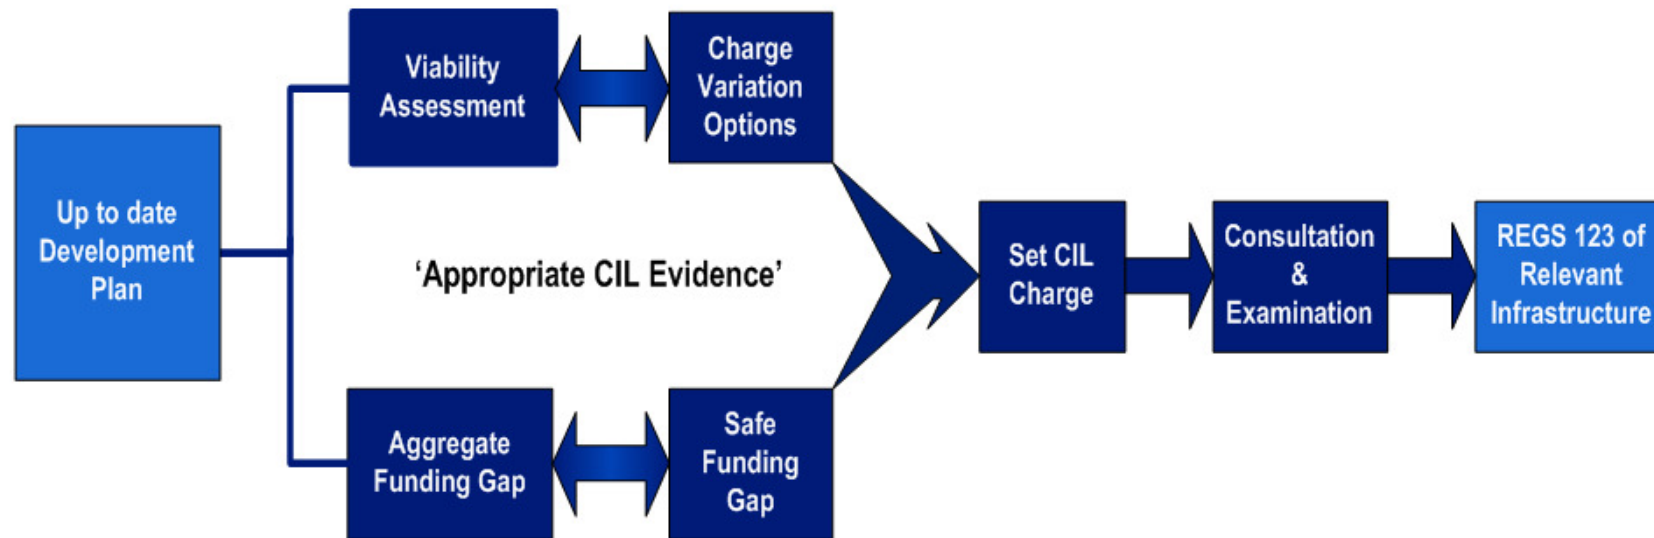 Up to date
Development
Plan
Viability
Assessment
Charge
Variation
Options
‘Appropriate CIL Evidence’
Aggregate
Funding Gap
Safe
Funding
Gap
Set CIL
Charge
Consultation
&
Examination
REGS 123 of
Relevant
Infrastructure